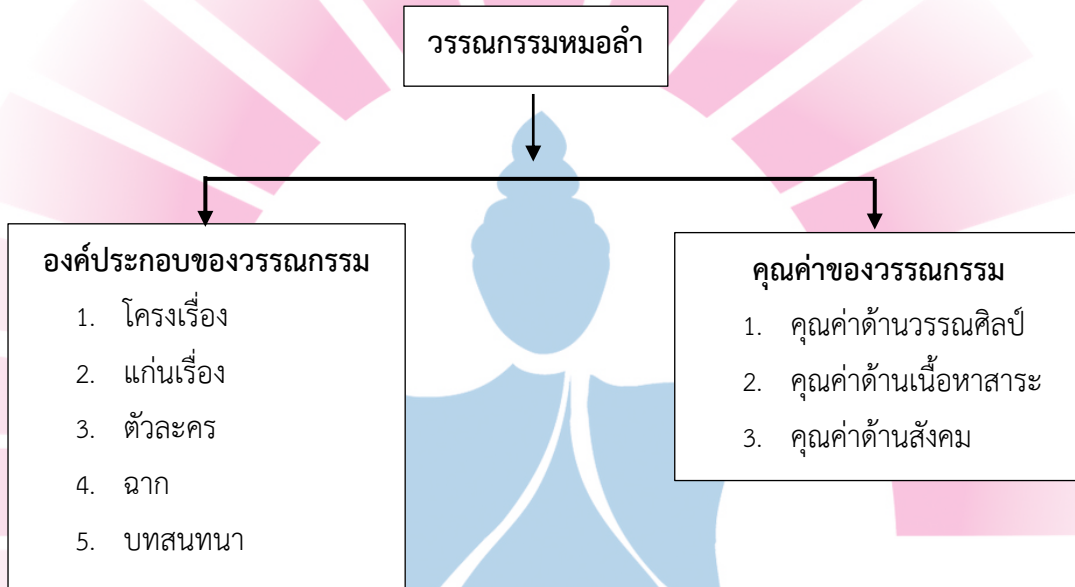 วรรณกรรมหมอลำ
องค์ประกอบของวรรณกรรม
1. โครงเรื่อง
2. แก่นเรื่อง
3. ตัวละคร
4. ฉาก
5. บทสนทนา
คุณค่าของวรรณกรรม
1. คุณค่าด้านวรรณศิลป์
2. คุณค่าด้านเนื้อหาสาระ
3. คุณค่าด้านสังคม